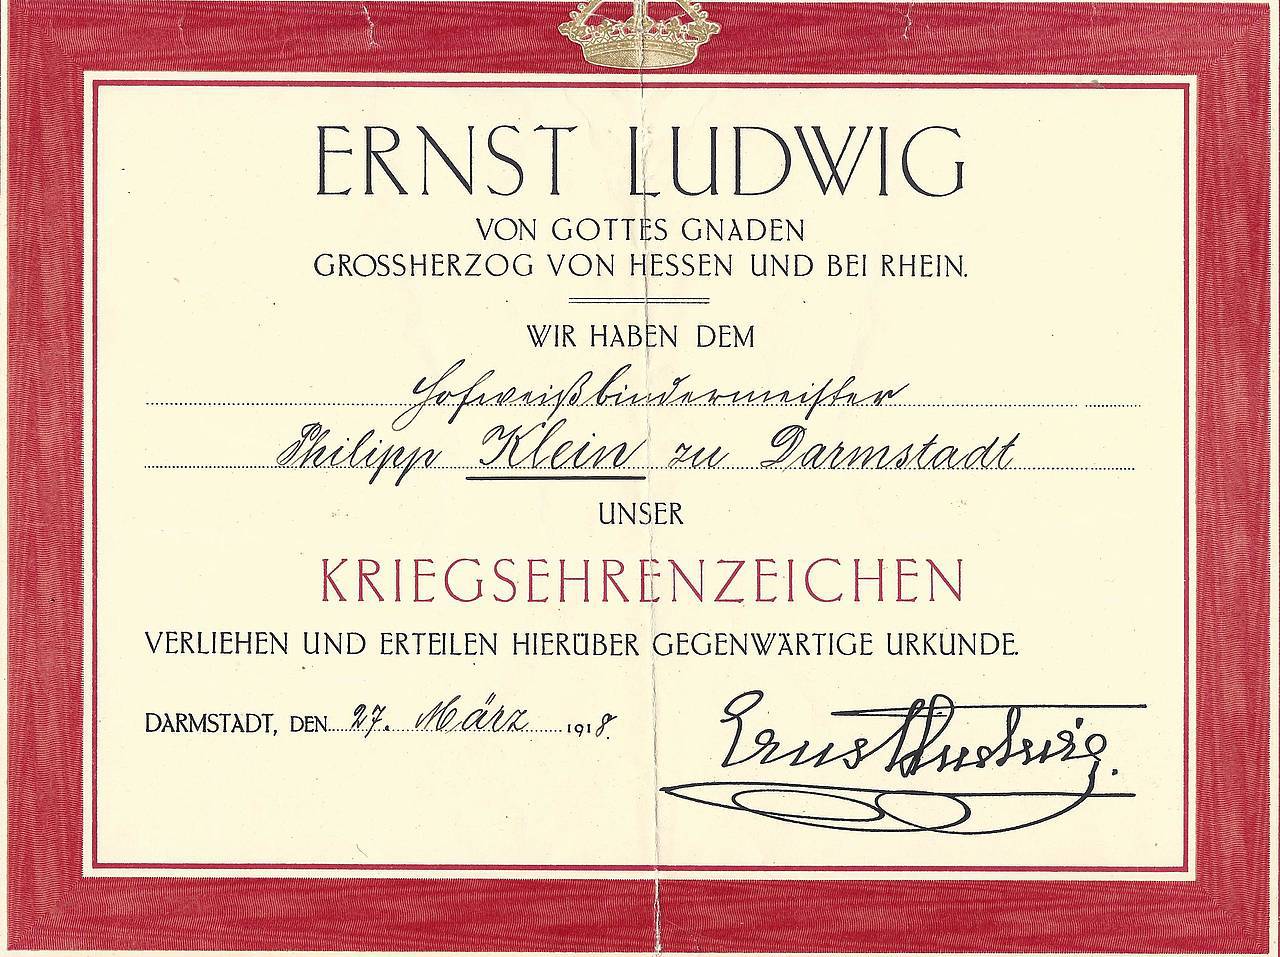 ERNST LUDWIG
VON GOTTES GNADEN
GROSSHERZOG VON HESSEN UND BEI RHEIN.
WIR HABEN DEM
Hofweißbindermeister
Philipp Klein zu Darmstadt
UNSER
KRIEGSEHRENZEICHEN
VERLIEHEN UND ERTEILEN HIERÜBER GEGENWÄRTIGE URKUNDE.
DARMSTADT, DEN 27. März 1918.
Ernst Ludwig.